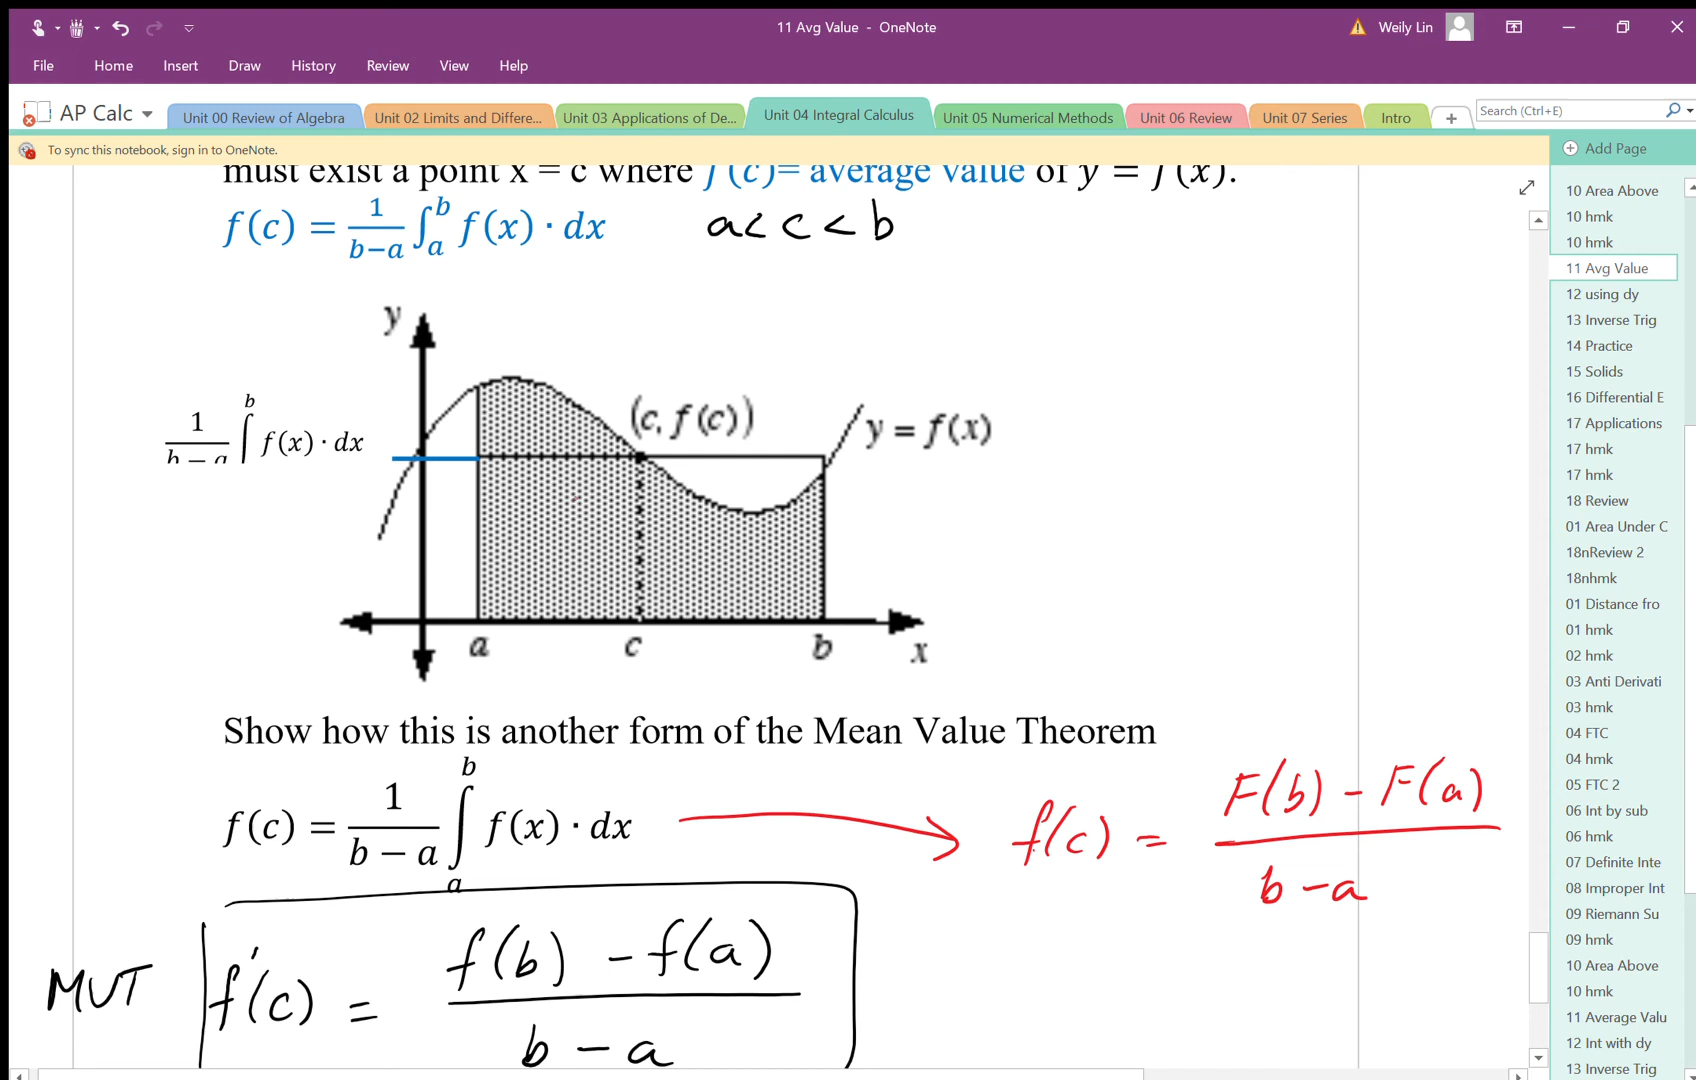 11 Avg Value - OneNote
Weily Lin
File Home Insert Draw History Review View Help
AP Calc
Unit 00 Review of Algebra
Unit 02 Limits and Differe...
Unit 03 Applications of De...
Unit 04 Integral Calculus
Unit 05 Numerical Methods
Unit 06 Review
Unit 07 Series
Intro
Search (Ctrl+E)
To sync this notebook, sign in to OneNote.
must exist a point x = c where f(c)= average value of y = f(x).
f(c) = 1/(b−a) ∫_a^b f(x) · dx
a < c < b
y
(c, f(c))
y = f(x)
1/(b − a) ∫^b f(x) · dx
a c b x
Show how this is another form of the Mean Value Theorem
f(c) = 1/(b − a) ∫_a^b f(x) · dx
f(c) = (F(b) - F(a))/(b - a)
MVT
f'(c) = (f(b) - f(a))/(b - a)
Add Page
10 Area Above
10 hmk
10 hmk
11 Avg Value
12 using dy
13 Inverse Trig
14 Practice
15 Solids
16 Differential E
17 Applications
17 hmk
17 hmk
18 Review
01 Area Under C
18nReview 2
18nhmk
01 Distance fro
01 hmk
02 hmk
03 Anti Derivati
03 hmk
04 FTC
04 hmk
05 FTC 2
06 Int by sub
06 hmk
07 Definite Inte
08 Improper Int
09 Riemann Su
09 hmk
10 Area Above
10 hmk
11 Average Valu
12 Int with dy
13 Inverse Trig